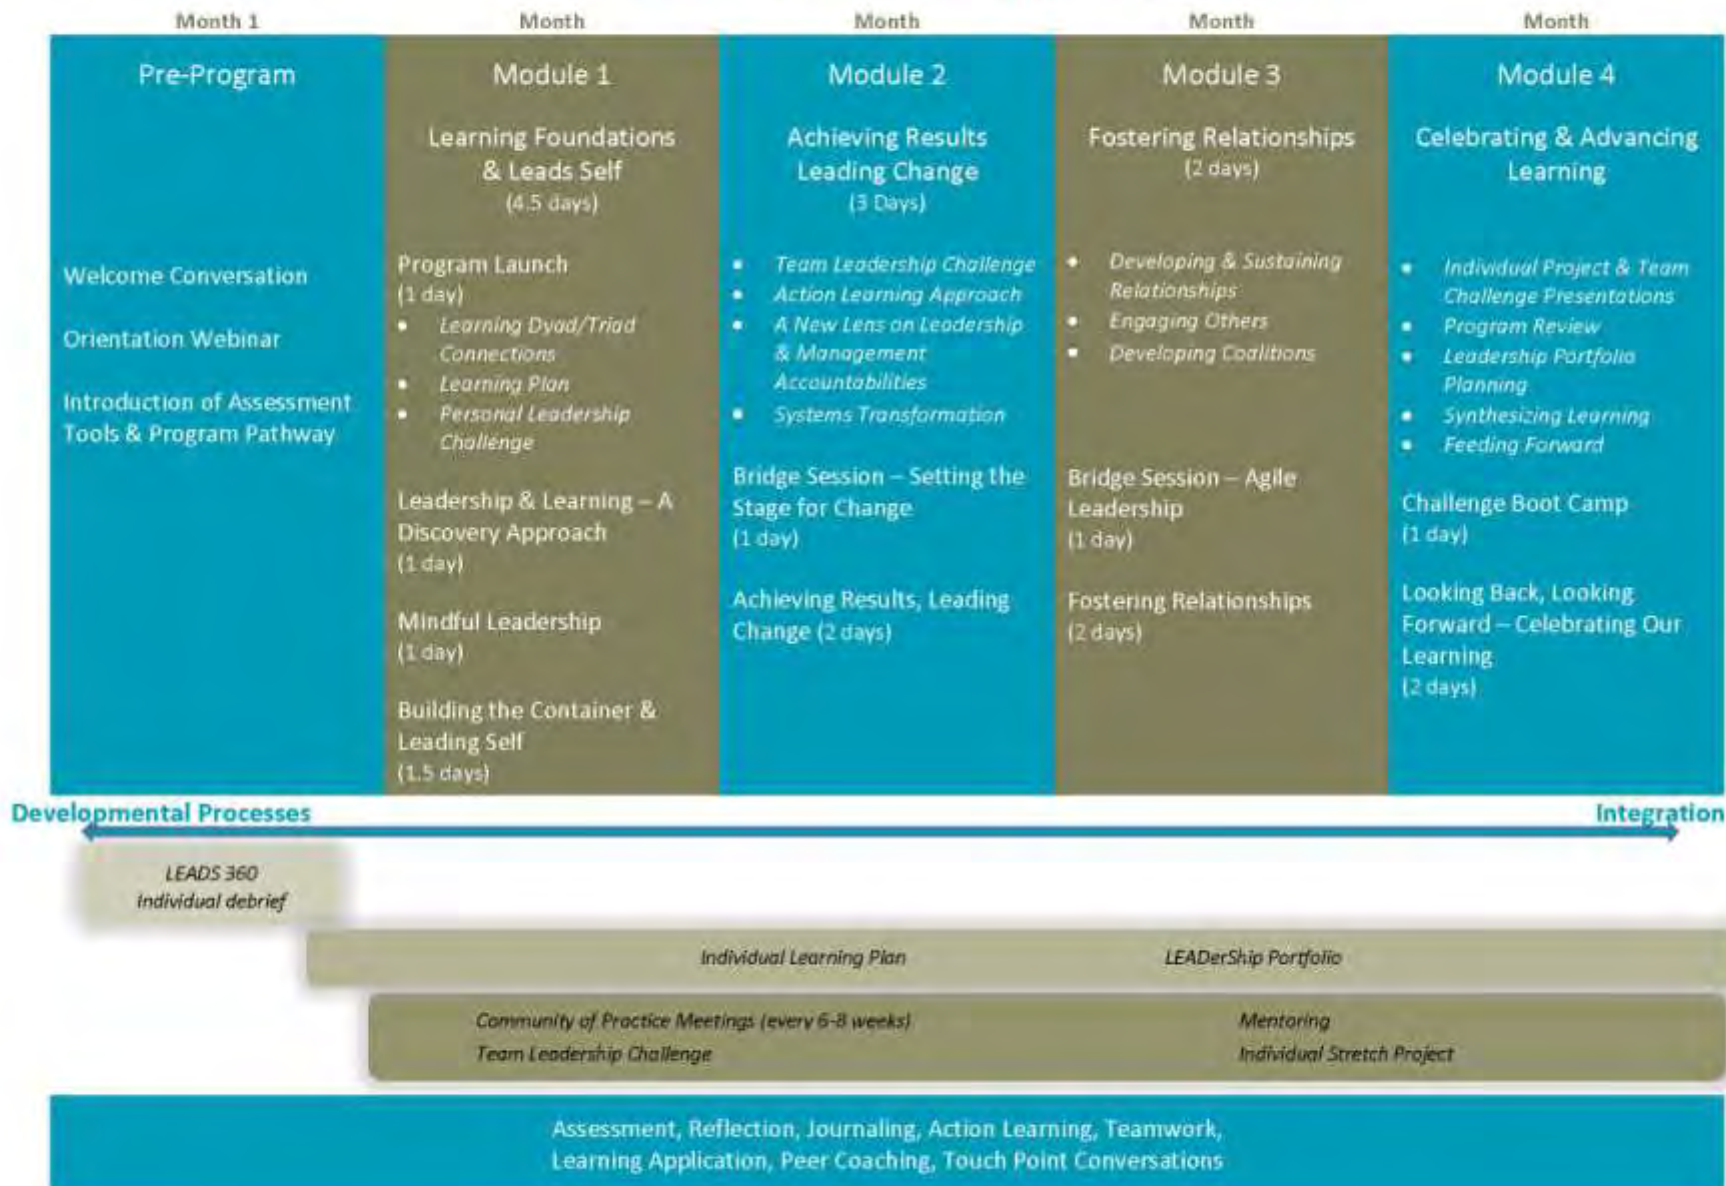 Month 1
Pre-Program
Welcome Conversation
Orientation Webinar
Introduction of Assessment
Tools & Program Pathway
Month
Module 1
Learning Foundations
& Leads Self
(4.5 days)
Program Launch
(1 day)
• Learning Dyad/Triad
Connections
• Learning Plan
• Personal Leadership
Challenge
Leadership & Learning – A
Discovery Approach
(1 day)
Mindful Leadership
(1 day)
Building the Container &
Leading Self
(1.5 days)
Month
Module 2
Achieving Results
Leading Change
(3 Days)
• Team Leadership Challenge
• Action Learning Approach
• A New Lens on Leadership
& Management
Accountabilities
• Systems Transformation
Bridge Session – Setting the
Stage for Change
(1 day)
Achieving Results, Leading
Change (2 days)
Month
Module 3
Fostering Relationships
(2 days)
• Developing & Sustaining
Relationships
• Engaging Others
• Developing Coalitions
Bridge Session – Agile
Leadership
(1 day)
Fostering Relationships
(2 days)
Month
Module 4
Celebrating & Advancing
Learning
• Individual Project & Team
Challenge Presentations
• Program Review
• Leadership Portfolio
Planning
• Synthesizing Learning
• Feeding Forward
Challenge Boot Camp
(1 day)
Looking Back, Looking
Forward – Celebrating Our
Learning
(2 days)
Developmental Processes
Integration
LEADS 360
Individual debrief
Individual Learning Plan
LEADerShip Portfolio
Community of Practice Meetings (every 6-8 weeks)
Team Leadership Challenge
Mentoring
Individual Stretch Project
Assessment, Reflection, Journaling, Action Learning, Teamwork,
Learning Application, Peer Coaching, Touch Point Conversations